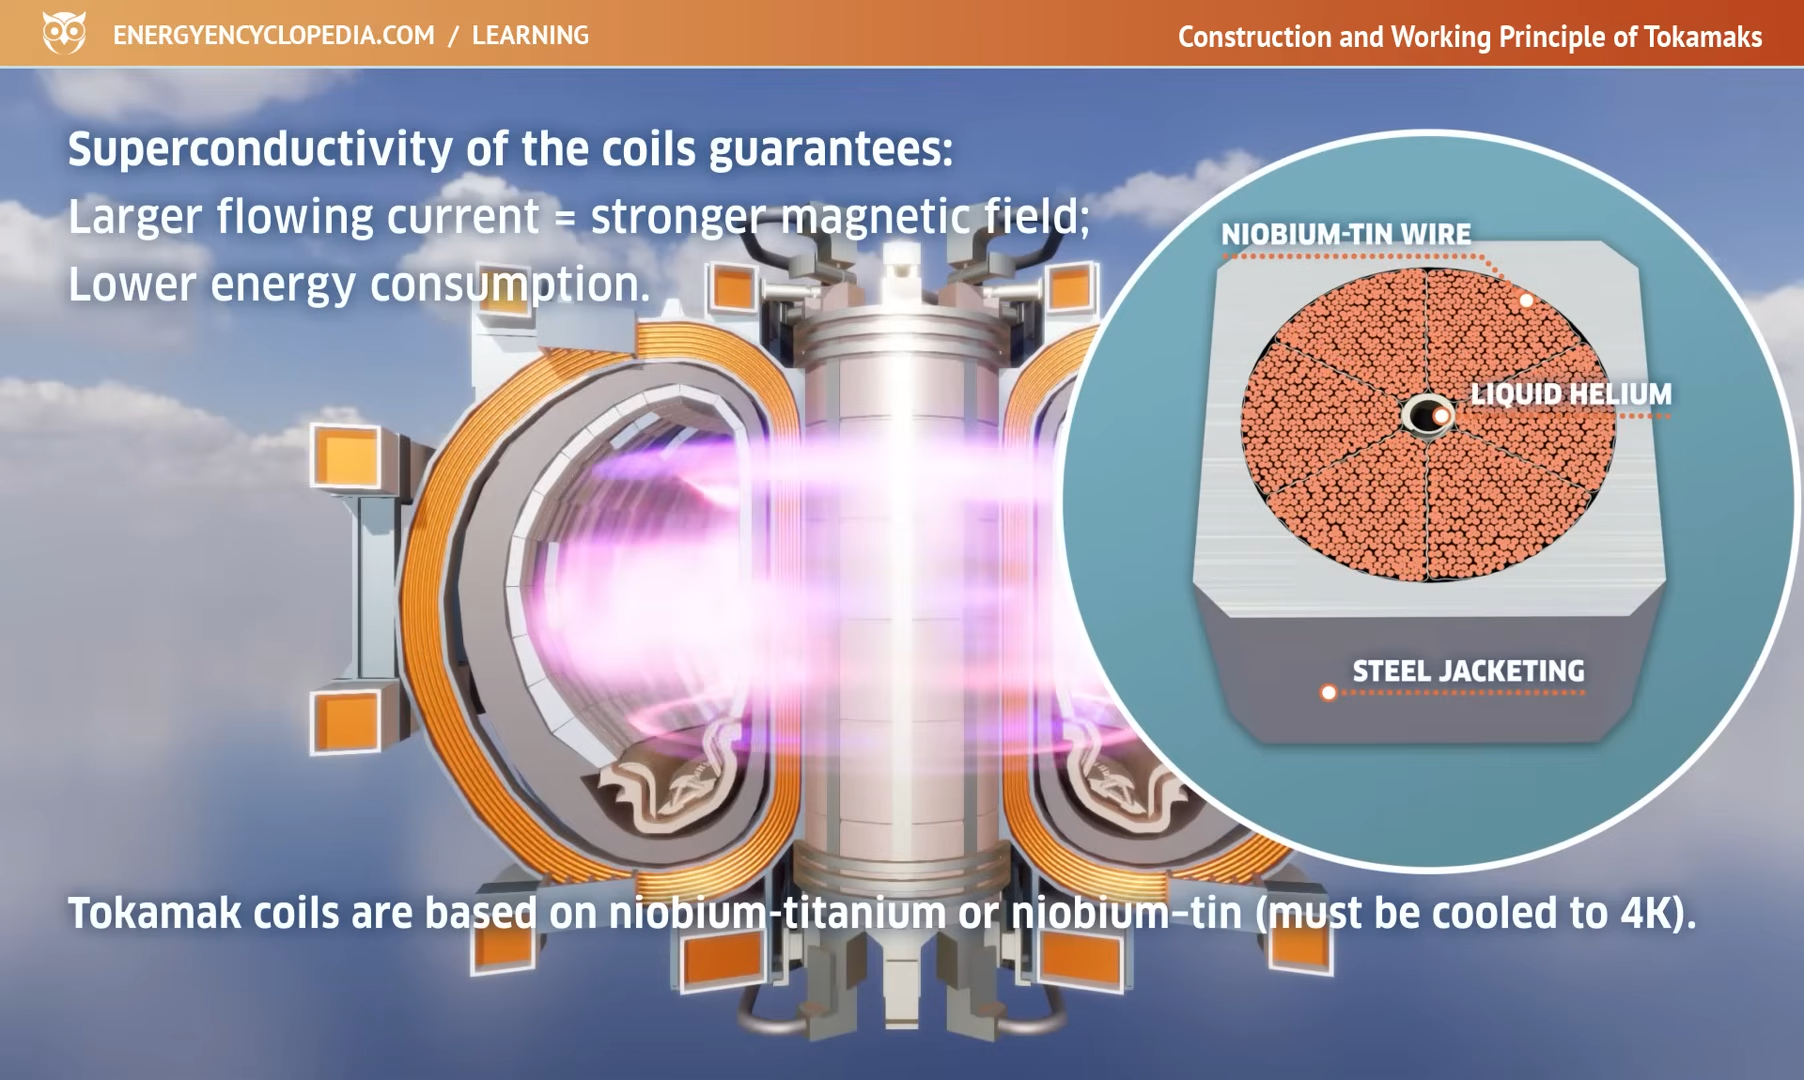 ENERGYENCYCLOPEDIA.COM / LEARNING
Construction and Working Principle of Tokamaks
Superconductivity of the coils guarantees:
Larger flowing current = stronger magnetic field;
Lower energy consumption.
NIOBIUM-TIN WIRE
LIQUID HELIUM
STEEL JACKETING
Tokamak coils are based on niobium-titanium or niobium-tin (must be cooled to 4K).